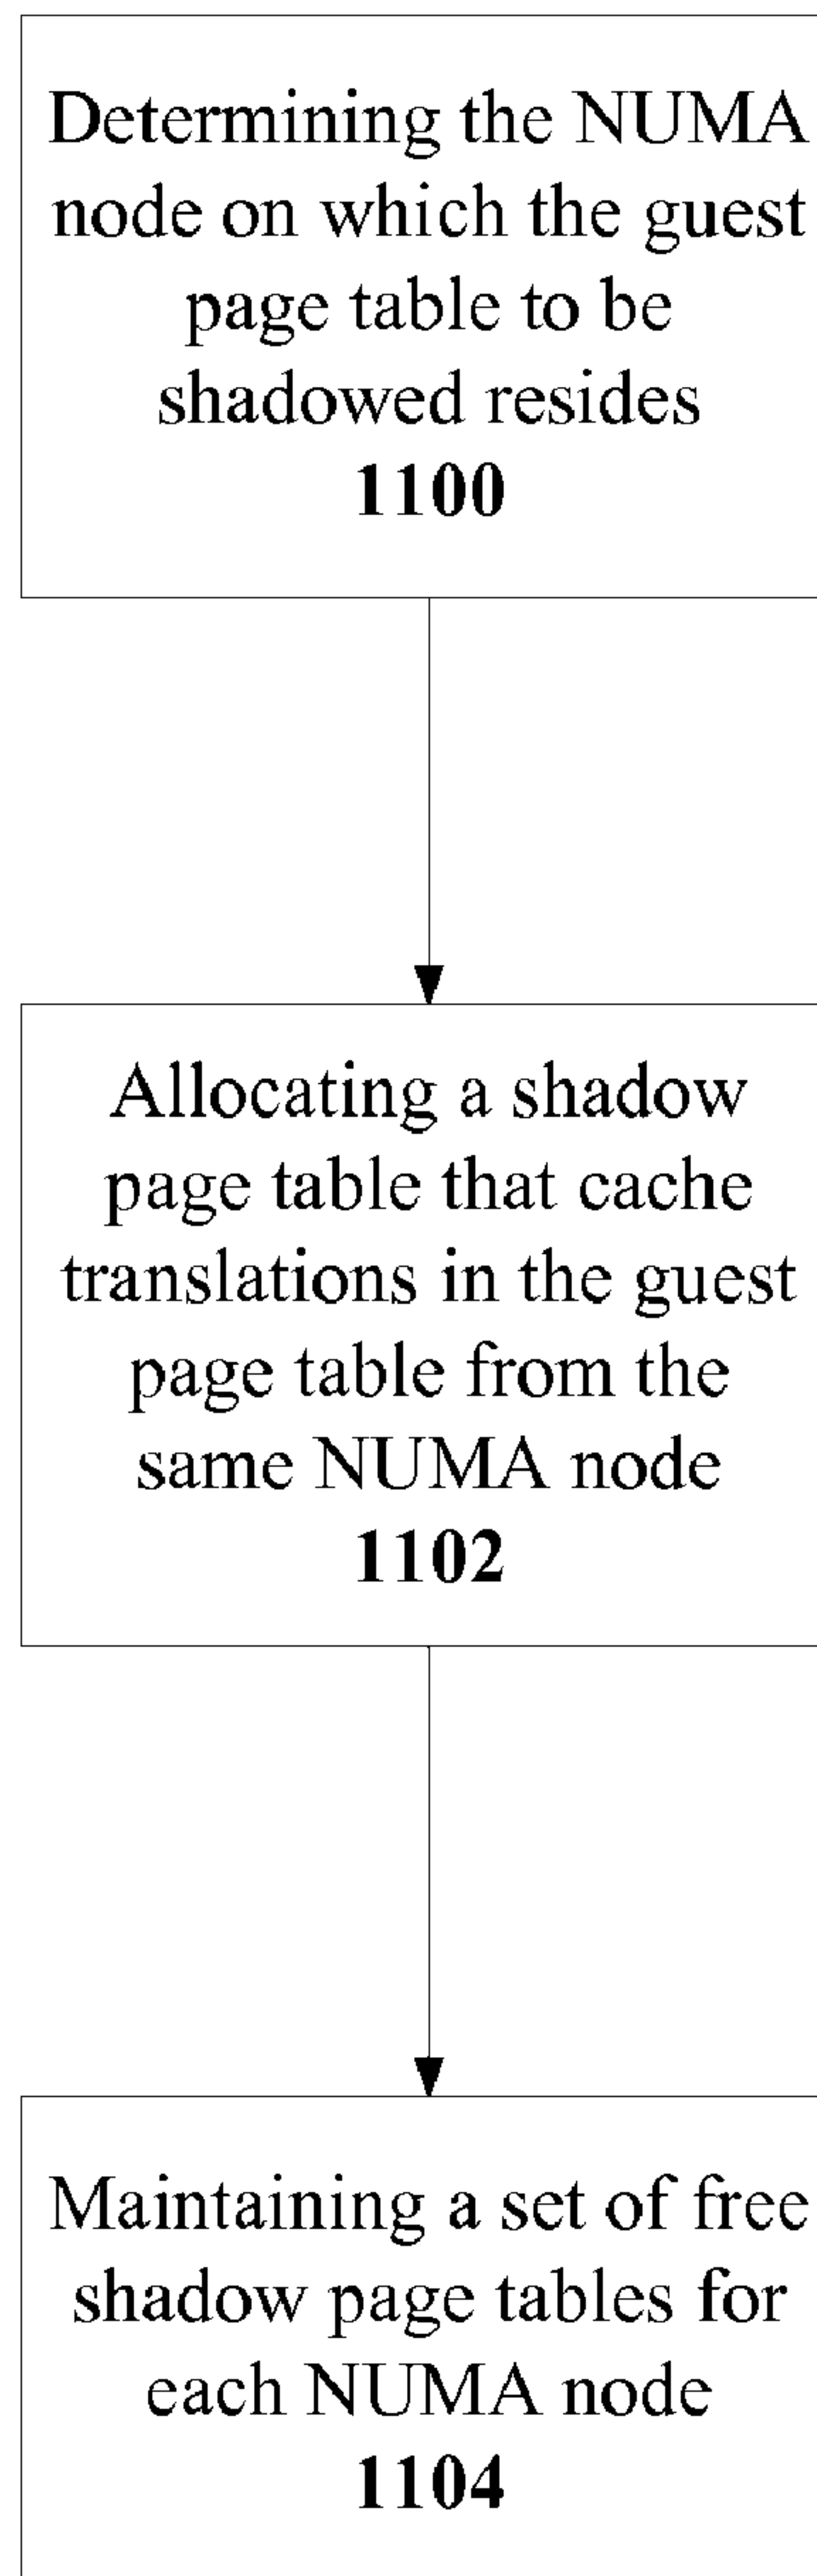 Determining the NUMA
node on which the guest
page table to be
shadowed resides
1100
Allocating a shadow
page table that cache
translations in the guest
page table from the
same NUMA node
1102
Maintaining a set of free
shadow page tables for
each NUMA node
1104